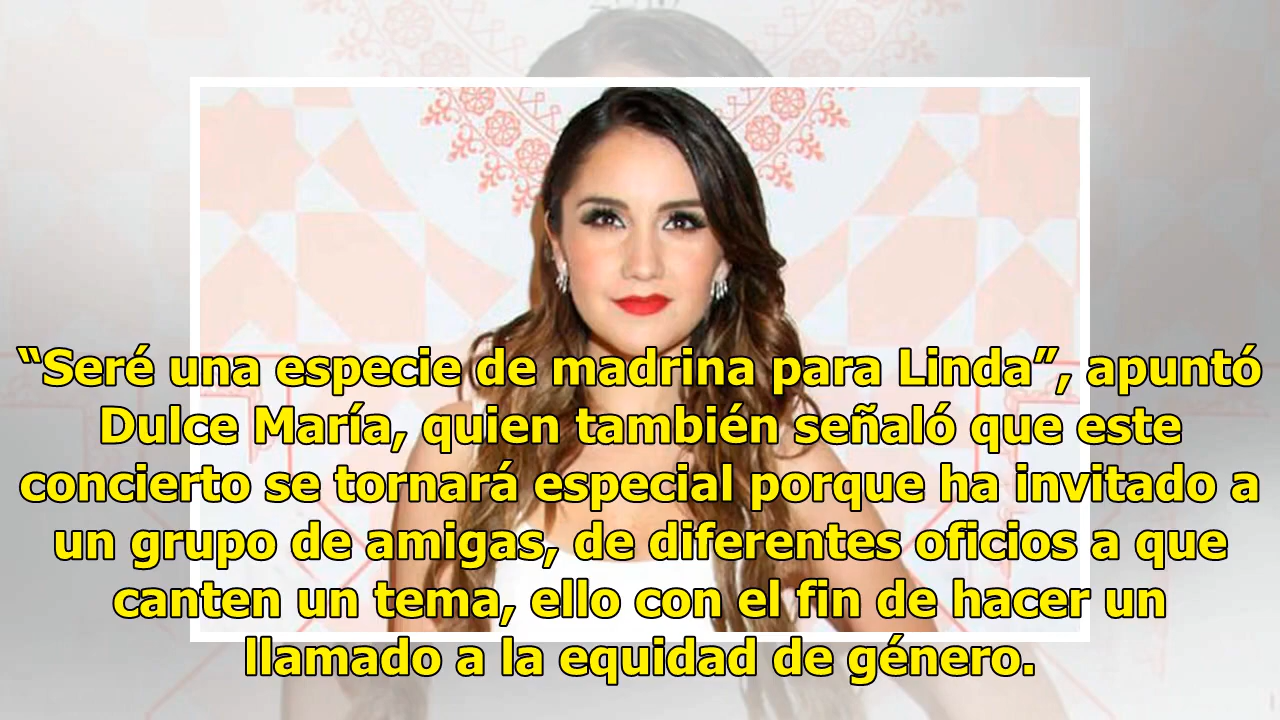 “Seré una especie de madrina para Linda”, apuntó
Dulce María, quien también señaló que este
concierto se tornará especial porque ha invitado a
un grupo de amigas, de diferentes oficios a que
canten un tema, ello con el fin de hacer un
llamado a la equidad de género.